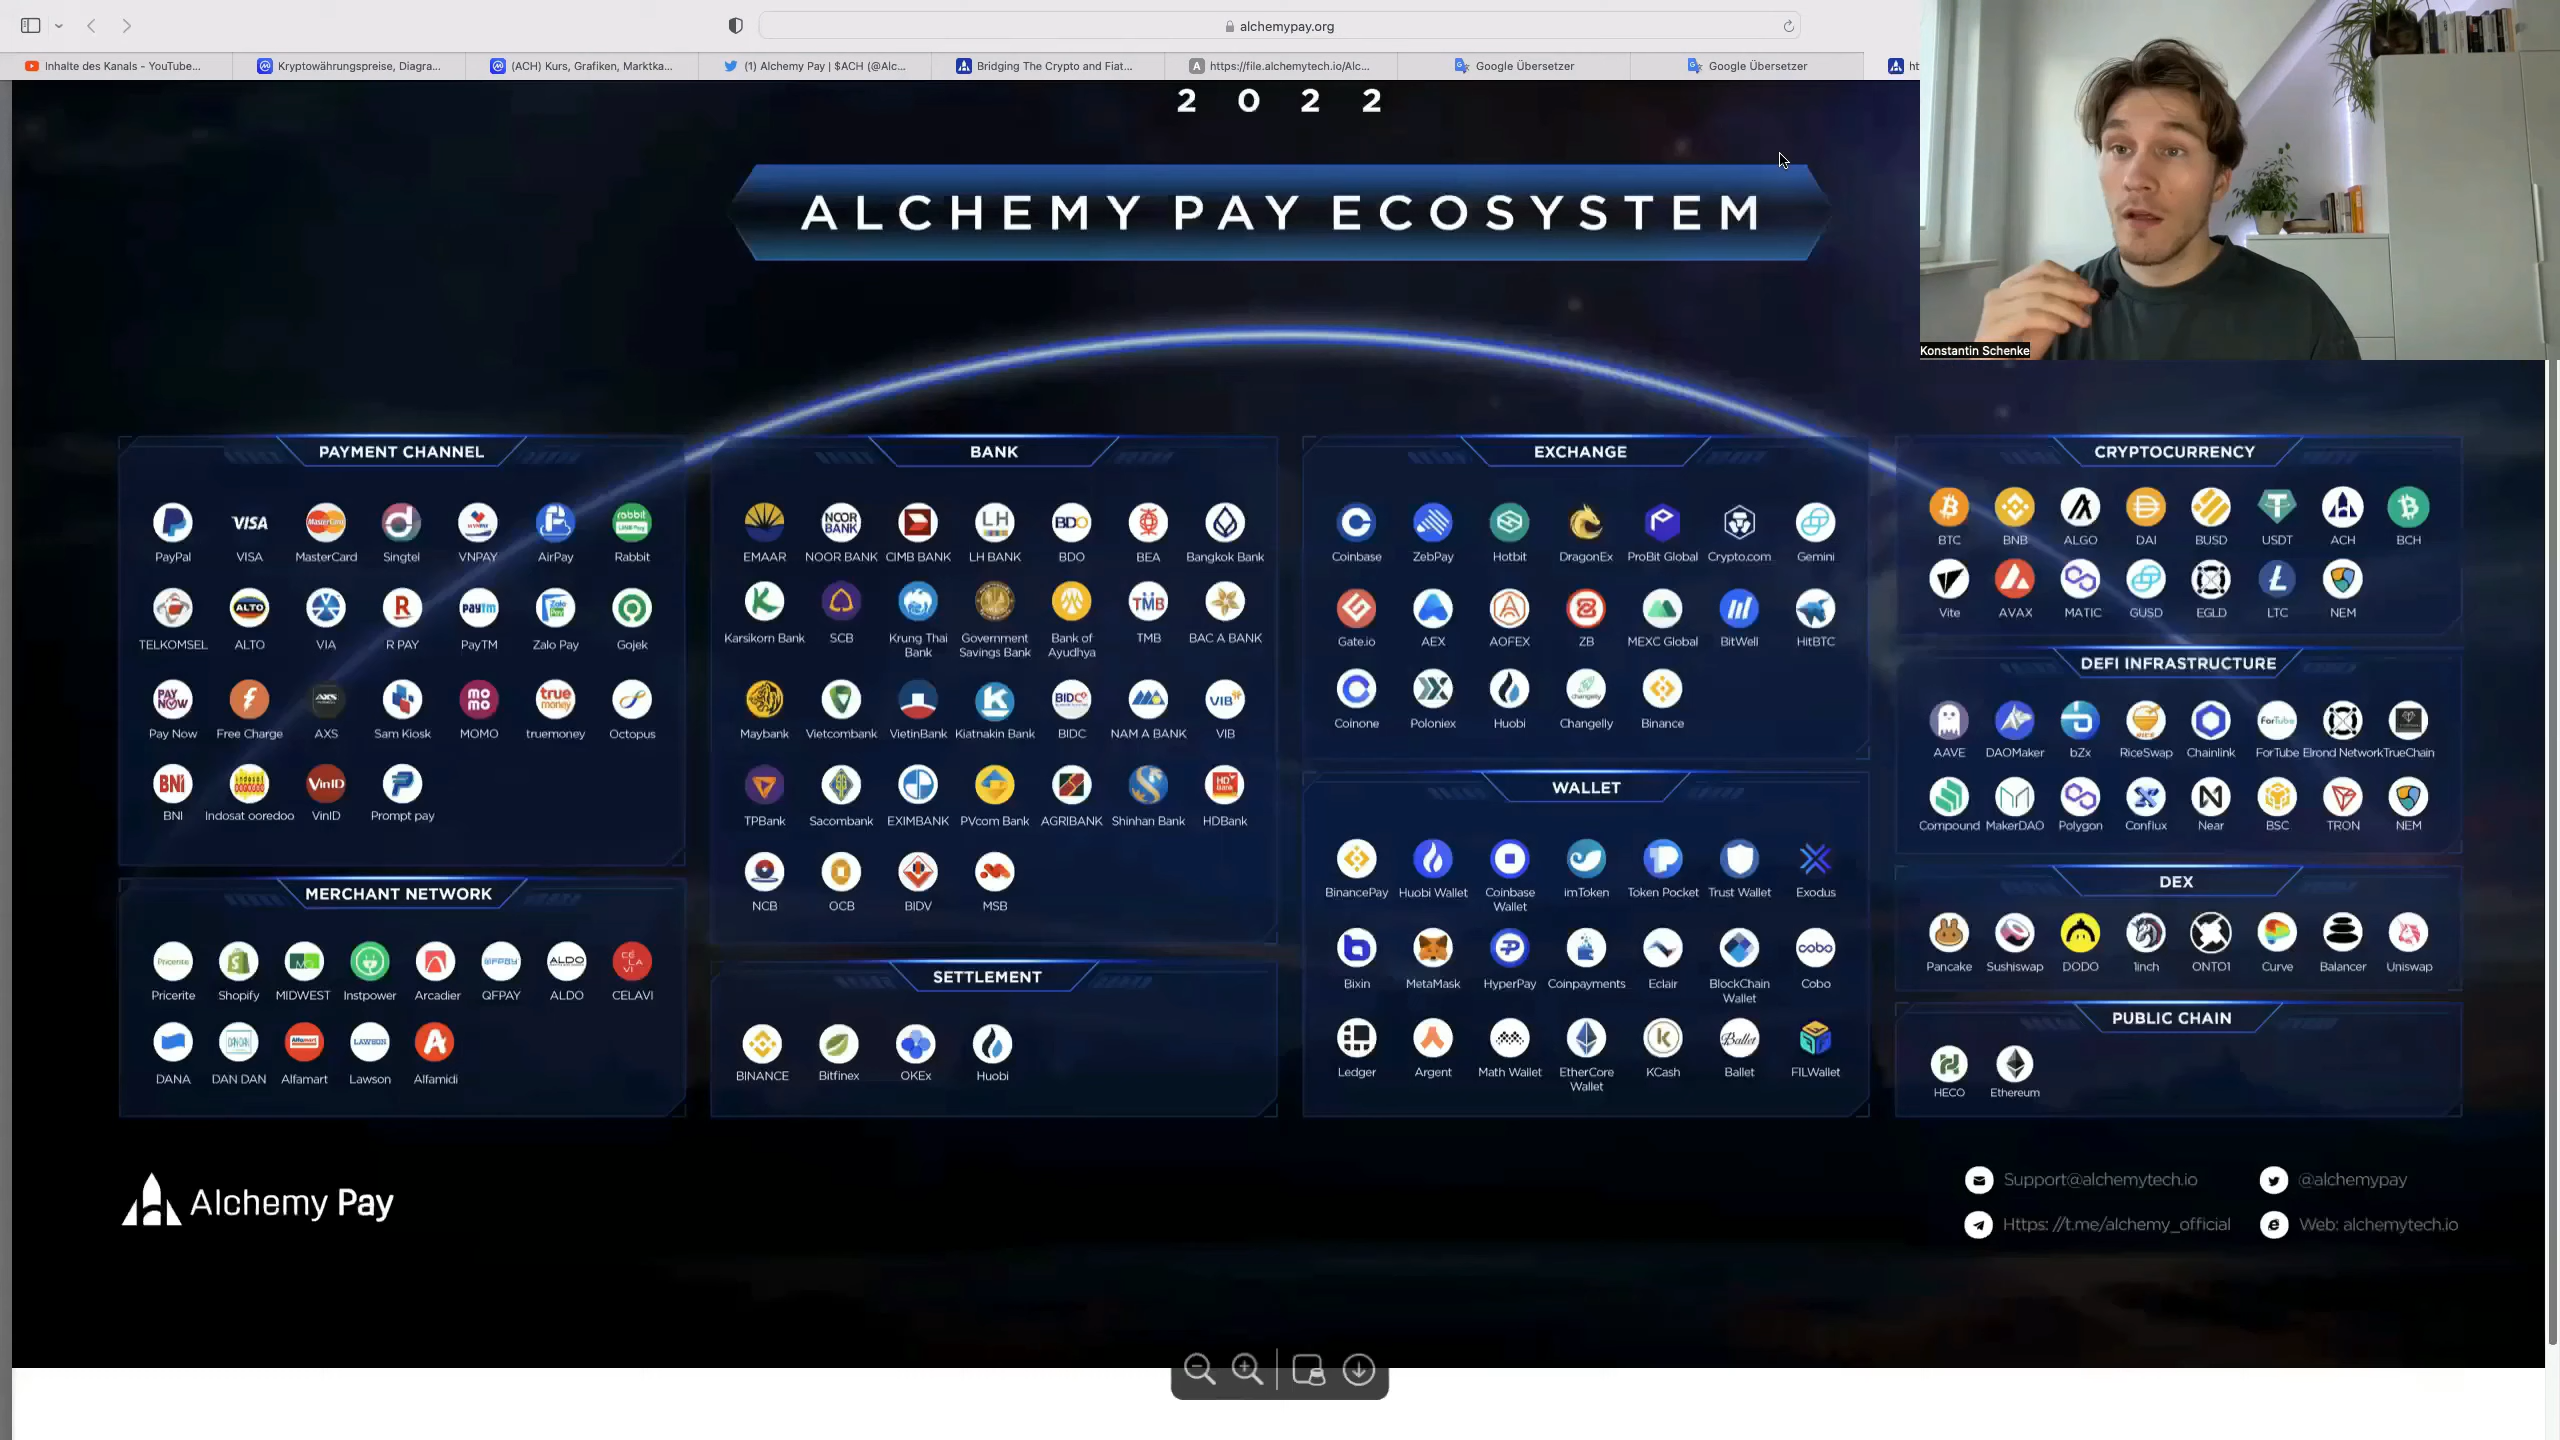 alchemypay.org
Inhalte des Kanals - YouTube...
Kryptowährungspreise, Diagra...
(ACH) Kurs, Grafiken, Marktka...
(1) Alchemy Pay | $ACH (@Alc...
Bridging The Crypto and Fiat...
https://file.alchemytech.io/Alc...
Google Übersetzer
Google Übersetzer
ht
Konstantin Schenke
2022
ALCHEMY PAY ECOSYSTEM
PAYMENT CHANNEL
PayPal VISA MasterCard Singtel VNPAY AirPay Rabbit
TELKOMSEL ALTO VIA R PAY PayTM Zalo Pay Gojek
Pay Now Free Charge AXS Sam Kiosk MOMO truemoney Octopus
BNI Indosat ooredoo VinID Prompt pay
MERCHANT NETWORK
Pricerite Shopify MIDWEST Instpower Arcadier QFPAY ALDO CELAVI
DANA DAN DAN Alfamart Lawson Alfamidi
BANK
EMAAR NOOR BANK CIMB BANK LH BANK BDO BEA Bangkok Bank
Karsikorn Bank SCB Krung Thai Bank Government Savings Bank Bank of Ayudhya TMB BAC A BANK
Maybank Vietcombank VietinBank Kiatnakin Bank BIDC NAM A BANK VIB
TPBank Sacombank EXIMBANK PVcom Bank AGRIBANK Shinhan Bank HDBank
NCB OCB BIDV MSB
SETTLEMENT
BINANCE Bitfinex OKEx Huobi
EXCHANGE
Coinbase ZebPay Hotbit DragonEx ProBit Global Crypto.com Gemini
Gate.io AEX AOFEX ZB MEXC Global BitWell HitBTC
Coinone Poloniex Huobi Changelly Binance
WALLET
BinancePay Huobi Wallet Coinbase Wallet imToken Token Pocket Trust Wallet Exodus
Bixin MetaMask HyperPay Coinpayments Eclair BlockChain Wallet Cobo
Ledger Argent Math Wallet EtherCore Wallet KCash Ballet FILWallet
CRYPTOCURRENCY
BTC BNB ALGO DAI BUSD USDT ACH BCH
Vite AVAX MATIC GUSD EGLD LTC NEM
DEFI INFRASTRUCTURE
AAVE DAOMaker bZx RiceSwap Chainlink ForTube Elrond Network TrueChain
Compound MakerDAO Polygon Conflux Near BSC TRON NEM
DEX
Pancake Sushiswap DODO 1inch ONTO1 Curve Balancer Uniswap
PUBLIC CHAIN
HECO Ethereum
Alchemy Pay
Support@alchemytech.io
@alchemypay
Https: //t.me/alchemy_official
Web: alchemytech.io